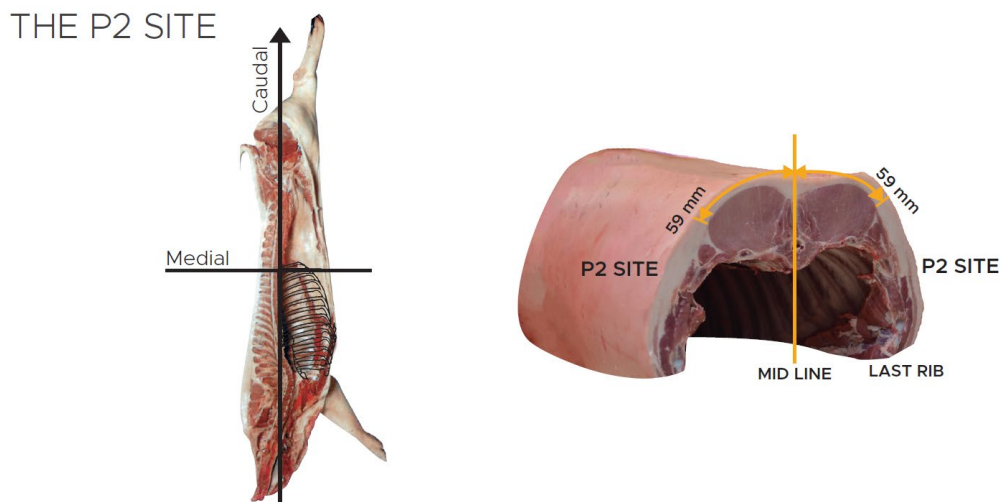 THE P2 SITE
Caudal
Medial
59 mm
59 mm
P2 SITE
P2 SITE
MID LINE
LAST RIB